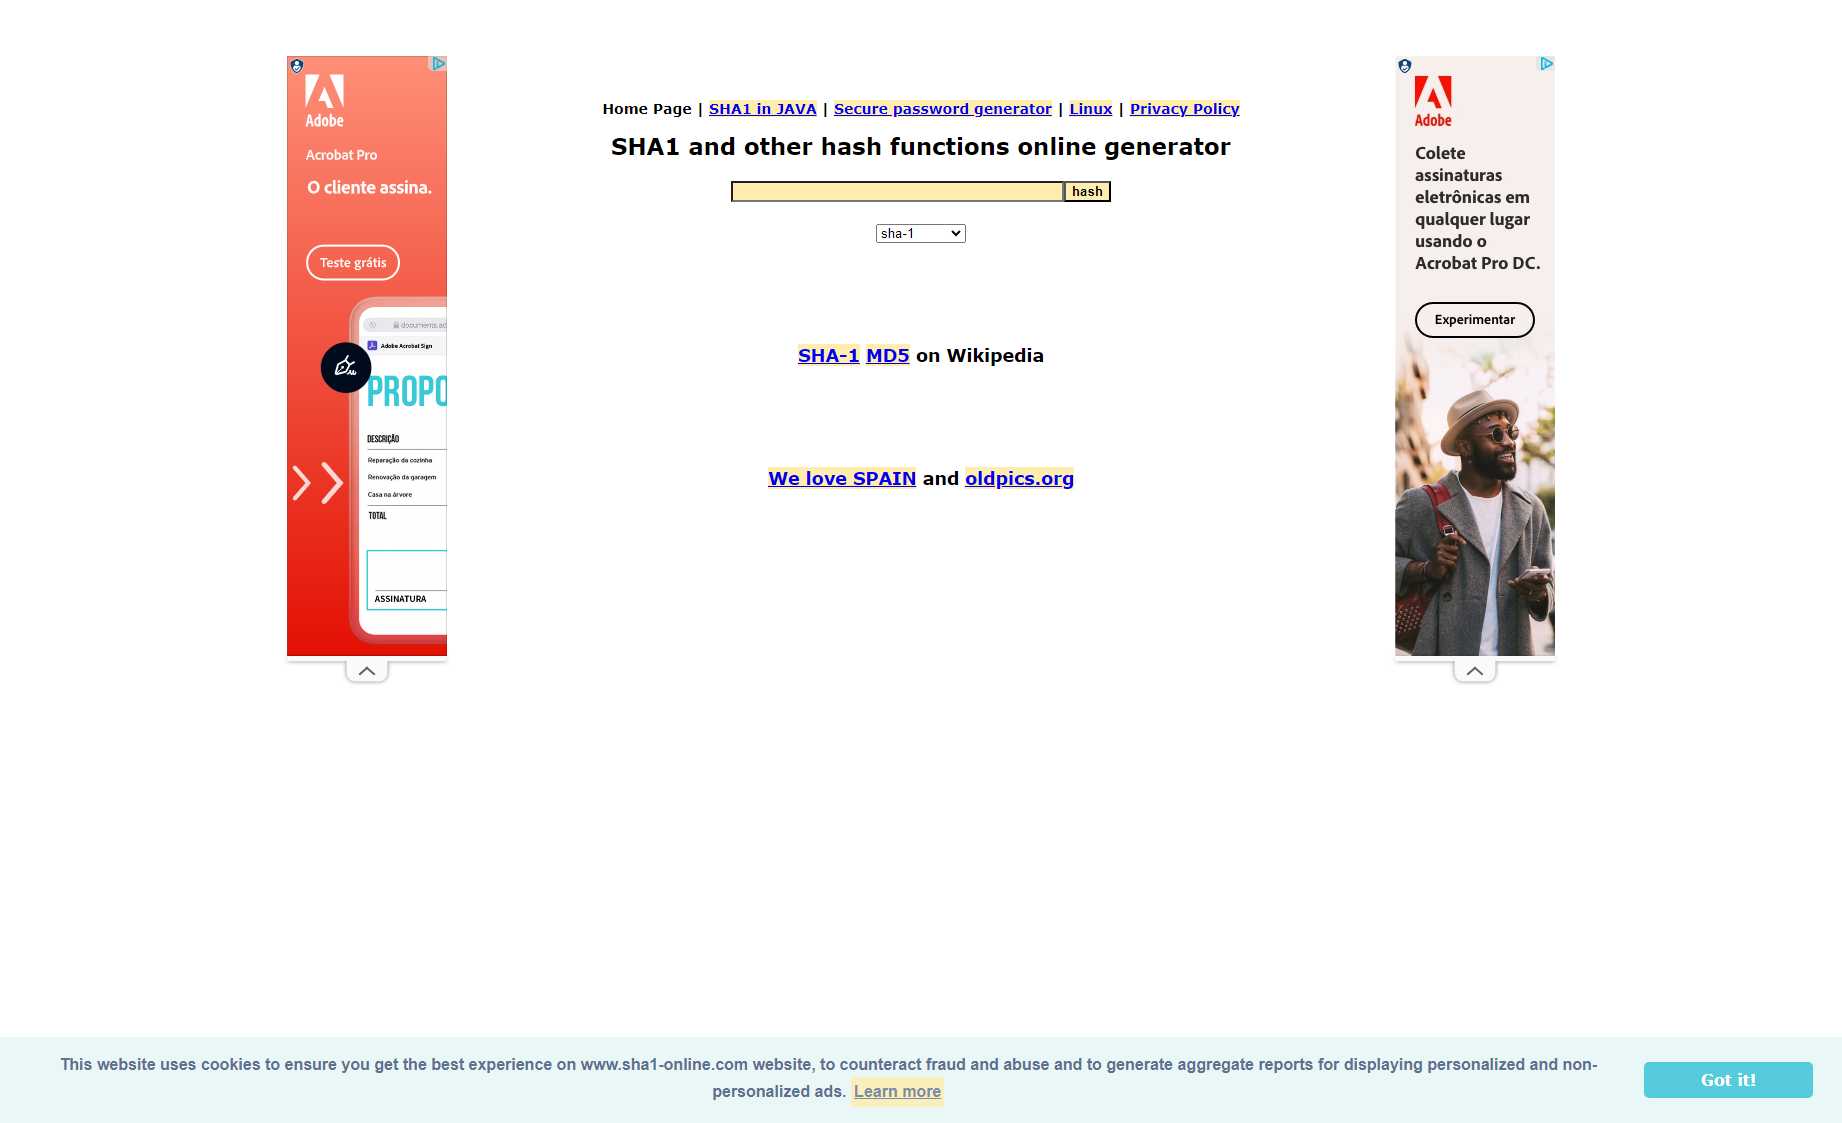 Home Page | SHA1 in JAVA | Secure password generator | Linux | Privacy Policy
SHA1 and other hash functions online generator
hash
sha-1
SHA-1 MD5 on Wikipedia
We love SPAIN and oldpics.org
Adobe
Acrobat Pro
O cliente assina.
Teste grátis
documents.ad
Adobe Acrobat Sign
PROPO
DESCRIÇÃO
Reparação da cozinha
Renovação da garagem
Casa na árvore
TOTAL
ASSINATURA
Adobe
Colete
assinaturas
eletrônicas em
qualquer lugar
usando o
Acrobat Pro DC.
Experimentar
This website uses cookies to ensure you get the best experience on www.sha1-online.com website, to counteract fraud and abuse and to generate aggregate reports for displaying personalized and non-
personalized ads. Learn more
Got it!